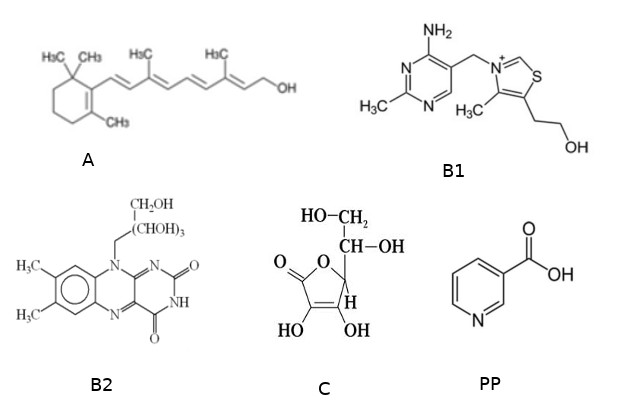 H₃C CH₃ H₃C H₃C
OH
CH₃
A
NH₂
N N⁺
S
H₃C N H₃C
OH
B1
CH₂OH
(CHOH)₃
H₃C N N O
NH
H₃C N
O
B2
HO–CH₂
CH–OH
O O
H
HO OH
C
O
OH
N
PP